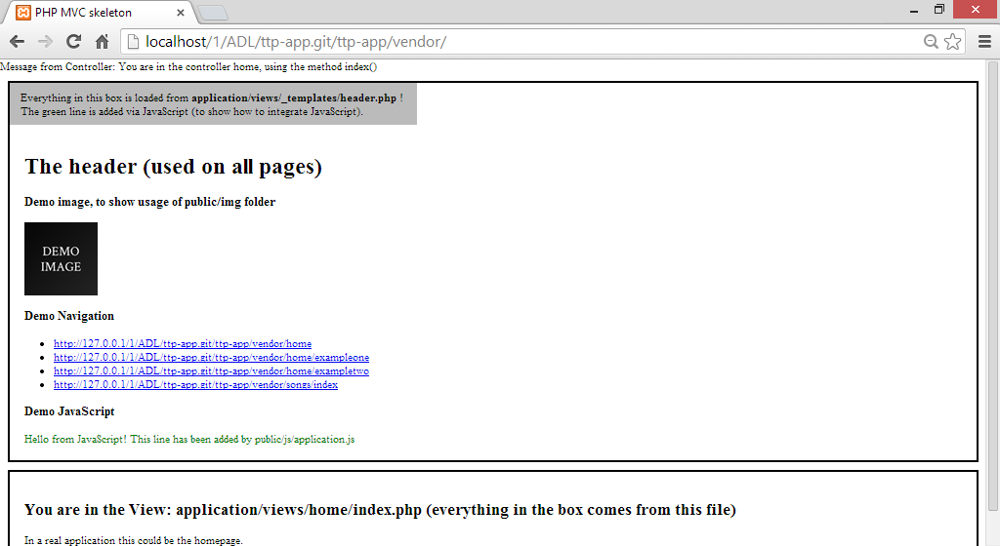 PHP MVC skeleton
localhost/1/ADL/ttp-app.git/ttp-app/vendor/
Message from Controller: You are in the controller home, using the method index()
Everything in this box is loaded from application/views/_templates/header.php !
The green line is added via JavaScript (to show how to integrate JavaScript).
The header (used on all pages)
Demo image, to show usage of public/img folder
DEMO
IMAGE
Demo Navigation
http://127.0.0.1/1/ADL/ttp-app.git/ttp-app/vendor/home
http://127.0.0.1/1/ADL/ttp-app.git/ttp-app/vendor/home/exampleone
http://127.0.0.1/1/ADL/ttp-app.git/ttp-app/vendor/home/exampletwo
http://127.0.0.1/1/ADL/ttp-app.git/ttp-app/vendor/songs/index
Demo JavaScript
Hello from JavaScript! This line has been added by public/js/application.js
You are in the View: application/views/home/index.php (everything in the box comes from this file)
In a real application this could be the homepage.